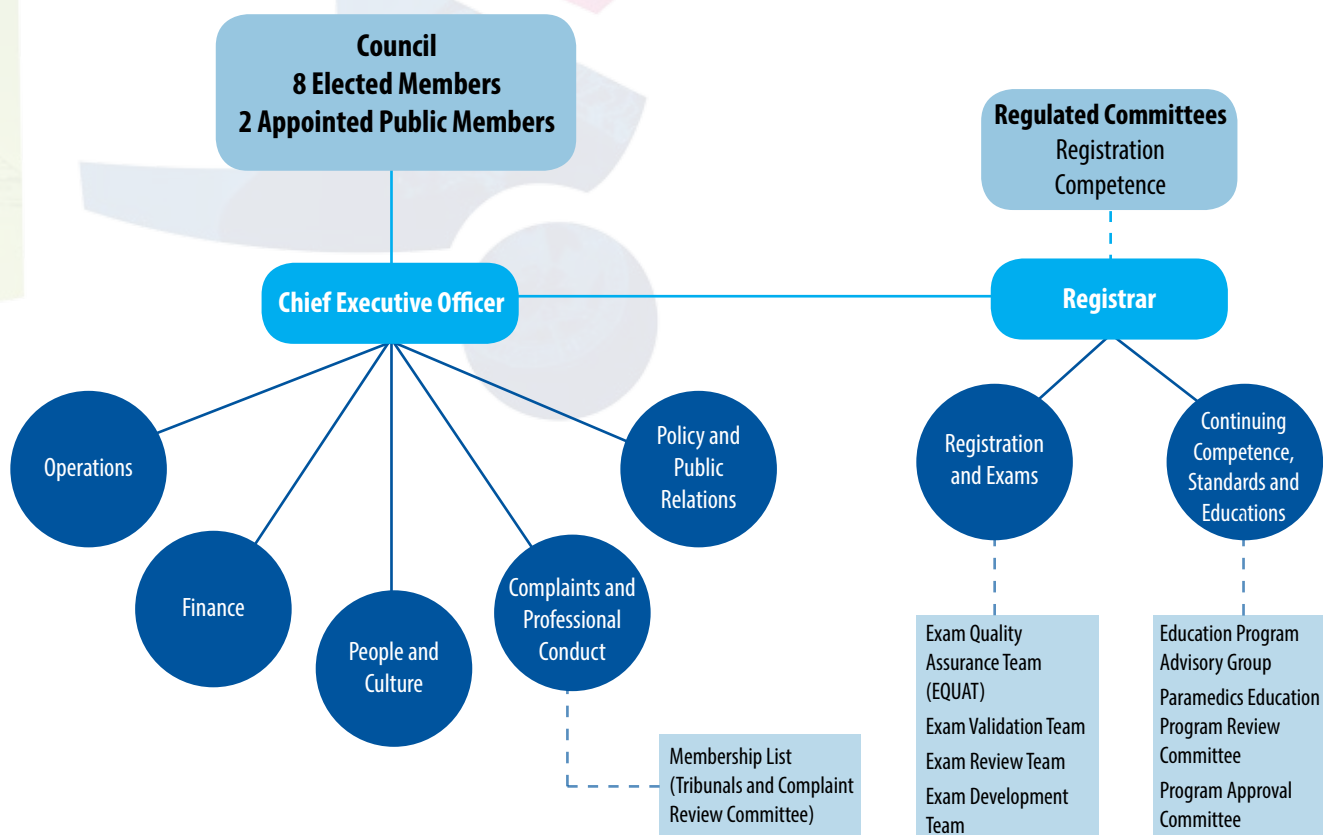 Council
8 Elected Members
2 Appointed Public Members
Regulated Committees
Registration
Competence
Chief Executive Officer
Registrar
Operations
Finance
People and
Culture
Complaints and
Professional
Conduct
Policy and
Public
Relations
Registration
and Exams
Continuing
Competence,
Standards and
Educations
Membership List
(Tribunals and Complaint
Review Committee)
Exam Quality
Assurance Team
(EQUAT)
Exam Validation Team
Exam Review Team
Exam Development
Team
Education Program
Advisory Group
Paramedics Education
Program Review
Committee
Program Approval
Committee